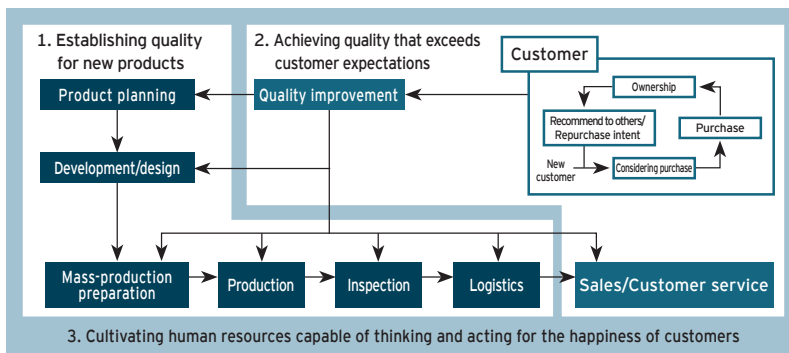 1. Establishing quality
for new products
2. Achieving quality that exceeds
customer expectations
Customer
Product planning
Quality improvement
Ownership
Recommend to others/
Repurchase intent
Purchase
New
customer
Considering purchase
Development/design
Mass-production
preparation
Production
Inspection
Logistics
Sales/Customer service
3. Cultivating human resources capable of thinking and acting for the happiness of customers